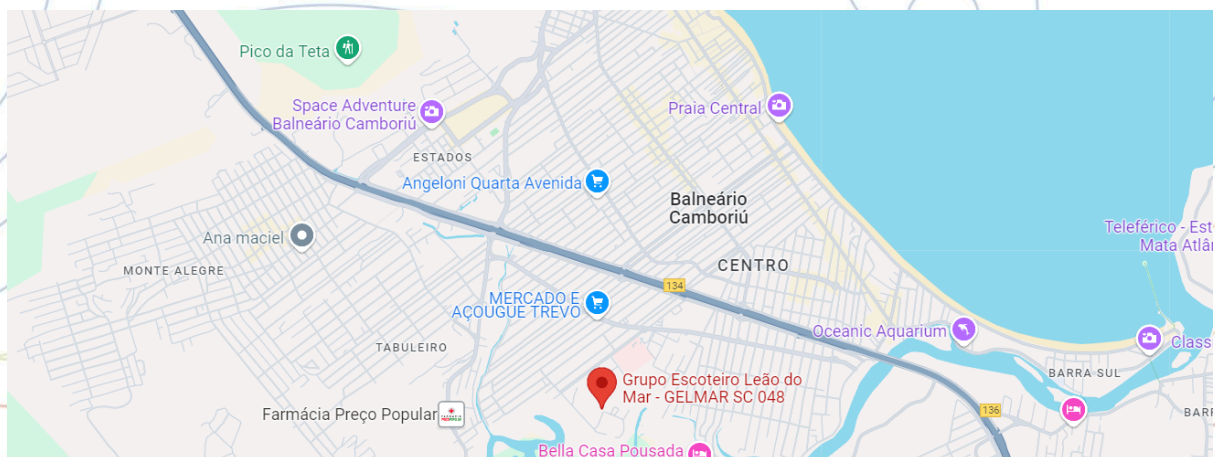 Pico da Teta
Space Adventure
Balneário Camboriú
Praia Central
ESTADOS
Angeloni Quarta Avenida
Balneário
Camboriú
Teleférico - Est
Mata Atlân
Ana maciel
CENTRO
MONTE ALEGRE
134
MERCADO E
AÇOUGUE TREVO
Oceanic Aquarium
Classi
TABULEIRO
BARRA SUL
Grupo Escoteiro Leão do
Mar - GELMAR SC 048
Farmácia Preço Popular
136
BARR
Bella Casa Pousada